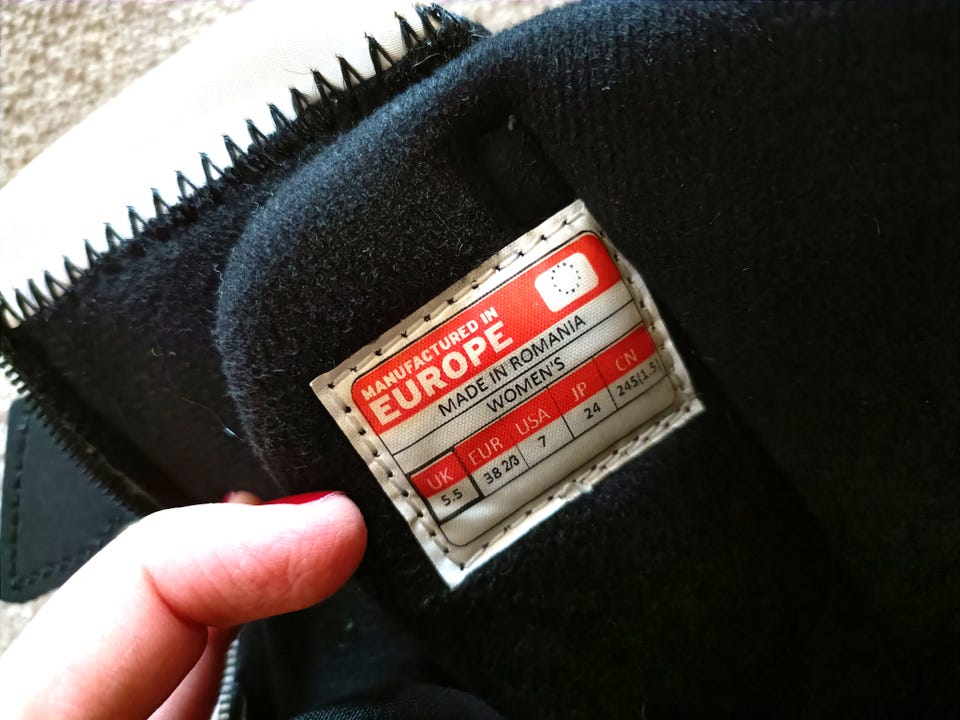 MANUFACTURED IN
EUROPE
MADE IN ROMANIA
WOMEN'S
UK EUR USA JP CN
5.5 38 2/3 7 24 245(1.5)